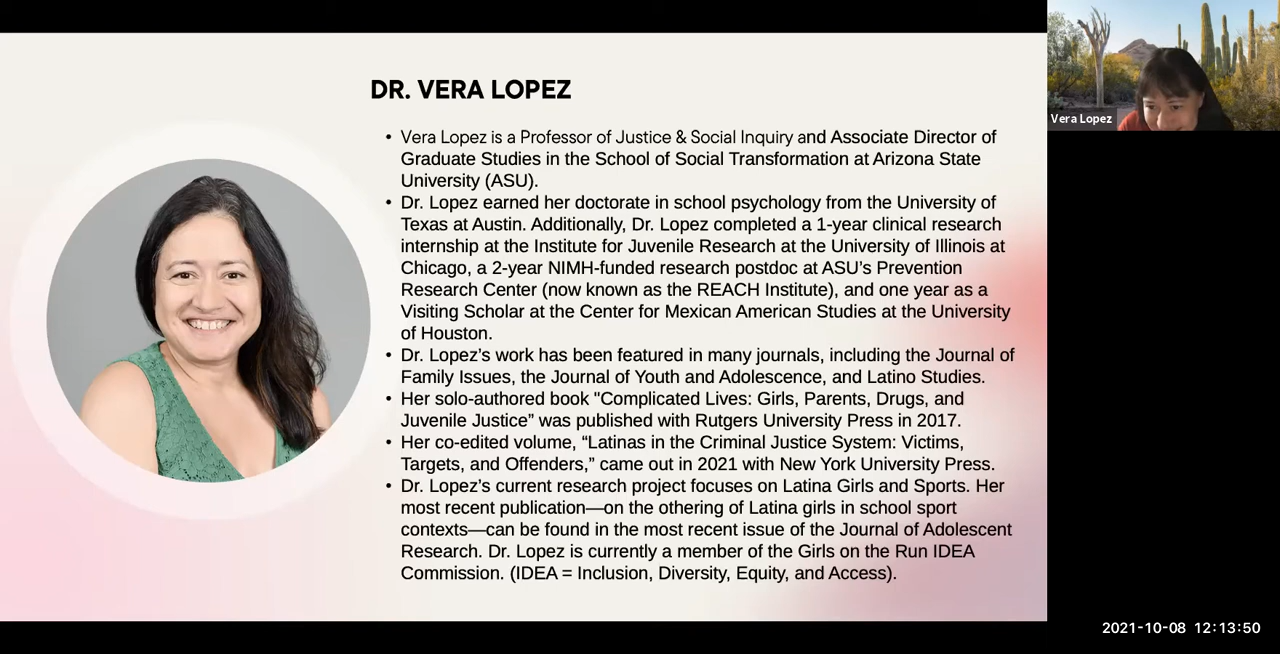 DR. VERA LOPEZ
• Vera Lopez is a Professor of Justice & Social Inquiry and Associate Director of
Graduate Studies in the School of Social Transformation at Arizona State
University (ASU).
• Dr. Lopez earned her doctorate in school psychology from the University of
Texas at Austin. Additionally, Dr. Lopez completed a 1-year clinical research
internship at the Institute for Juvenile Research at the University of Illinois at
Chicago, a 2-year NIMH-funded research postdoc at ASU’s Prevention
Research Center (now known as the REACH Institute), and one year as a
Visiting Scholar at the Center for Mexican American Studies at the University
of Houston.
• Dr. Lopez’s work has been featured in many journals, including the Journal of
Family Issues, the Journal of Youth and Adolescence, and Latino Studies.
• Her solo-authored book "Complicated Lives: Girls, Parents, Drugs, and
Juvenile Justice” was published with Rutgers University Press in 2017.
• Her co-edited volume, “Latinas in the Criminal Justice System: Victims,
Targets, and Offenders,” came out in 2021 with New York University Press.
• Dr. Lopez’s current research project focuses on Latina Girls and Sports. Her
most recent publication—on the othering of Latina girls in school sport
contexts—can be found in the most recent issue of the Journal of Adolescent
Research. Dr. Lopez is currently a member of the Girls on the Run IDEA
Commission. (IDEA = Inclusion, Diversity, Equity, and Access).
Vera Lopez
2021-10-08 12:13:50